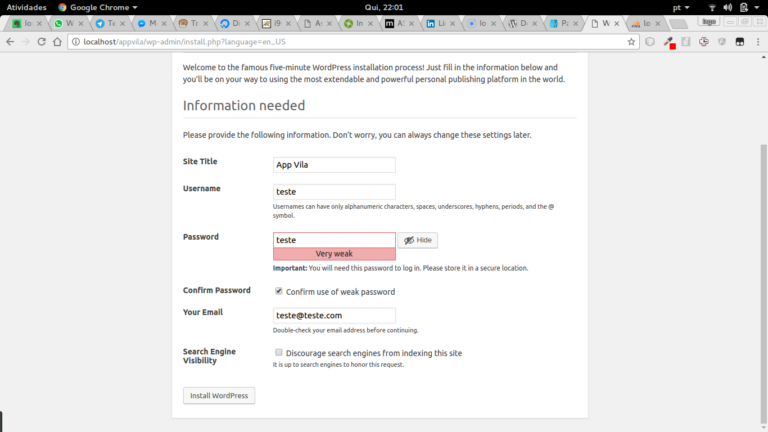 Atividades
Google Chrome
Qui, 22:01
pt
Io
W
Te
M
Tr
Di
i9
A
In
A
Lin
Io
D
Pa
W
Io
Iago
localhost/appvila/wp-admin/install.php?language=en_US
Welcome to the famous five-minute WordPress installation process! Just fill in the information below and
you'll be on your way to using the most extendable and powerful personal publishing platform in the world.
Information needed
Please provide the following information. Don't worry, you can always change these settings later.
Site Title
App Vila
Username
teste
Usernames can have only alphanumeric characters, spaces, underscores, hyphens, periods, and the @
symbol.
Password
teste
Hide
Very weak
Important: You will need this password to log in. Please store it in a secure location.
Confirm Password
Confirm use of weak password
Your Email
teste@teste.com
Double-check your email address before continuing.
Search Engine
Visibility
Discourage search engines from indexing this site
It is up to search engines to honor this request.
Install WordPress